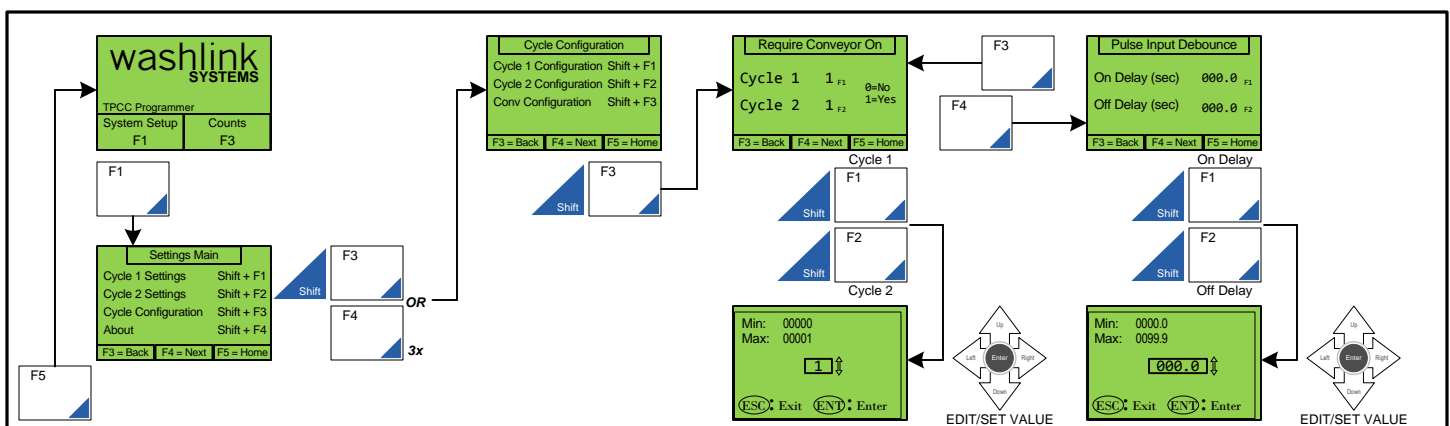 washlink
SYSTEMS
TPCC Programmer
System Setup Counts
F1 F3
F1
Settings Main
Cycle 1 Settings Shift + F1
Cycle 2 Settings Shift + F2
Cycle Configuration Shift + F3
About Shift + F4
F3 = Back F4 = Next F5 = Home
F5
Shift
F3
OR
F4
3x
Cycle Configuration
Cycle 1 Configuration Shift + F1
Cycle 2 Configuration Shift + F2
Conv Configuration Shift + F3
F3 = Back F4 = Next F5 = Home
Shift
F3
Require Conveyor On
Cycle 1 1 F1
0=No
1=Yes
Cycle 2 1 F2
F3 = Back F4 = Next F5 = Home
Cycle 1
Shift
F1
Shift
F2
Cycle 2
Min: 00000
Max: 00001
1
ESC: Exit ENT: Enter
Up
Left Enter Right
Down
EDIT/SET VALUE
F3
F4
Pulse Input Debounce
On Delay (sec) 000.0 F1
Off Delay (sec) 000.0 F2
F3 = Back F4 = Next F5 = Home
On Delay
Shift
F1
Shift
F2
Off Delay
Min: 0000.0
Max: 0099.9
000.0
ESC: Exit ENT: Enter
Up
Left Enter Right
Down
EDIT/SET VALUE